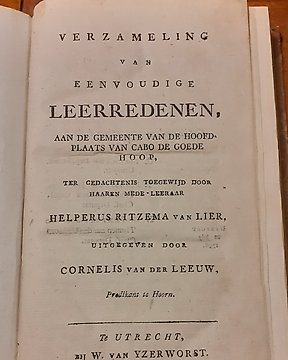 VERZAMELING
VAN
EENVOUDIGE
LEERREDENEN,
AAN DE GEMEENTE VAN DE HOOFD-
PLAATS VAN CABO DE GOEDE
HOOP,
TER GEDACHTENIS TOEGEWIJD DOOR
HAAREN MEDE-LEERAAR
HELPERUS RITZEMA VAN LIER,
UITGEGEVEN DOOR
CORNELIS VAN DER LEEUW,
Predikant te Hoorn.
Te UTRECHT,
BIJ W. VAN YZERWORST.